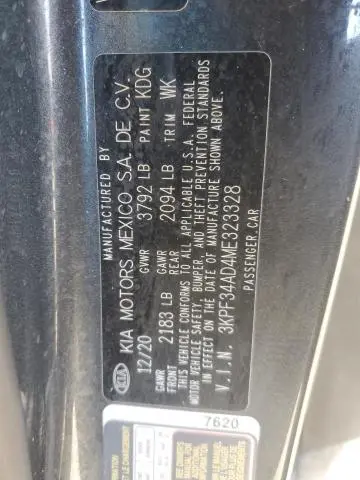 MANUFACTURED BY
KIA KIA MOTORS MEXICO S.A. DE C.V.
12/20 GVWR 3792 LB PAINT KDG
GAWR FRONT 2183 LB GAWR REAR 2094 LB TRIM WK
THIS VEHICLE CONFORMS TO ALL APPLICABLE U.S.A. FEDERAL
MOTOR VEHICLE SAFETY, BUMPER, AND THEFT PREVENTION STANDARDS
IN EFFECT ON THE DATE OF MANUFACTURE SHOWN ABOVE.
V.I.N. 3KPF34AD4ME323328
PASSENGER CAR
7620